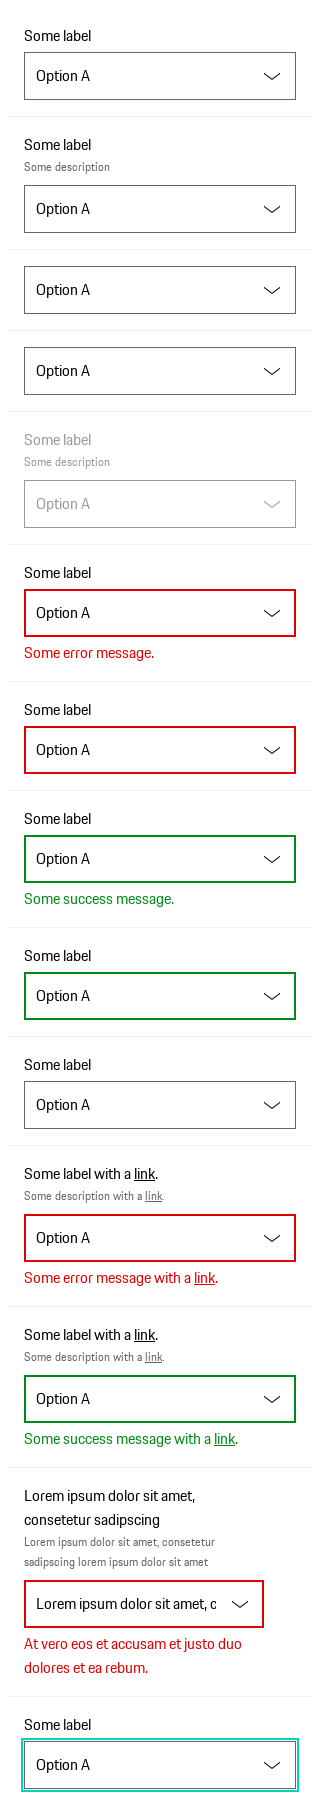 Some label
Option A
Some label
Some description
Option A
Option A
Option A
Some label
Some description
Option A
Some label
Option A
Some error message.
Some label
Option A
Some label
Option A
Some success message.
Some label
Option A
Some label
Option A
Some label with a link.
Some description with a link.
Option A
Some error message with a link.
Some label with a link.
Some description with a link.
Option A
Some success message with a link.
Lorem ipsum dolor sit amet,
consetetur sadipscing
Lorem ipsum dolor sit amet, consetetur
sadipscing lorem ipsum dolor sit amet
Lorem ipsum dolor sit amet, c
At vero eos et accusam et justo duo
dolores et ea rebum.
Some label
Option A